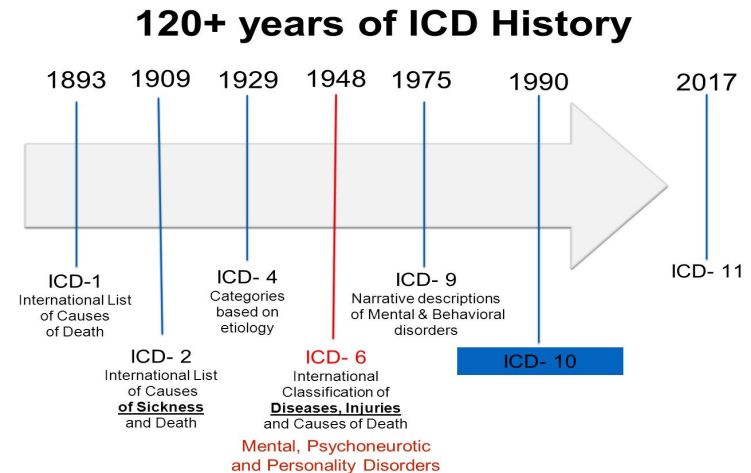 120+ years of ICD History
1893 1909 1929 1948 1975 1990 2017
ICD-1
International List
of Causes
of Death
ICD- 2
International List
of Causes
of Sickness
and Death
ICD- 4
Categories
based on
etiology
ICD- 6
International
Classification of
Diseases, Injuries
and Causes of Death
Mental, Psychoneurotic
and Personality Disorders
ICD- 9
Narrative descriptions
of Mental & Behavioral
disorders
ICD- 10
ICD- 11